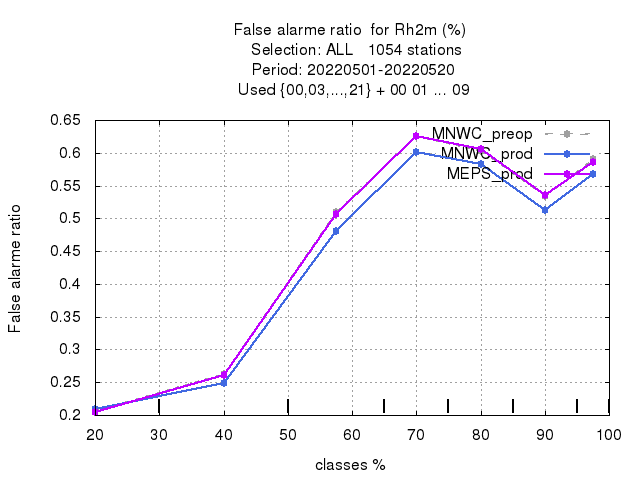 False alarme ratio  for Rh2m (%)
Selection: ALL   1054 stations
Period: 20220501-20220520
Used {00,03,...,21} + 00 01 ... 09
0.65
0.6
0.55
0.5
0.45
0.4
0.35
0.3
0.25
0.2
False alarme ratio
MNWC_preop
MNWC_prod
MEPS_prod
20 30 40 50 60 70 80 90 100
classes %